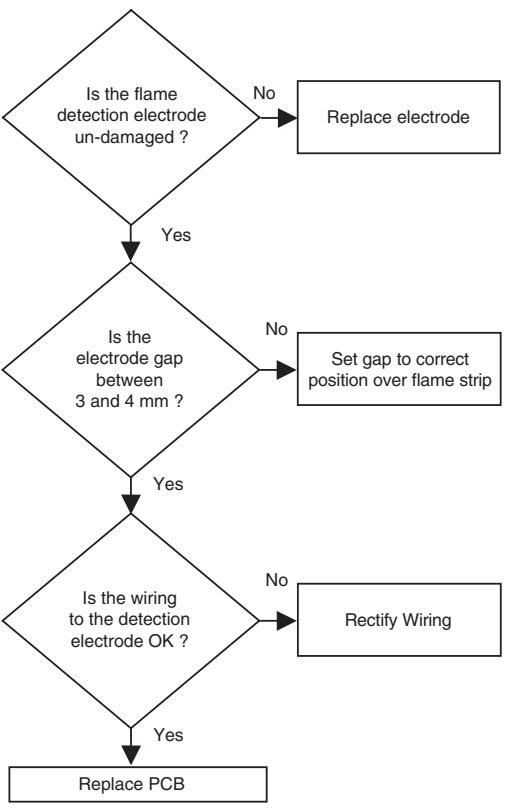 Is the flame
detection electrode
un-damaged ?
No
Replace electrode
Yes
Is the
electrode gap
between
3 and 4 mm ?
No
Set gap to correct
position over flame strip
Yes
Is the wiring
to the detection
electrode OK ?
No
Rectify Wiring
Yes
Replace PCB